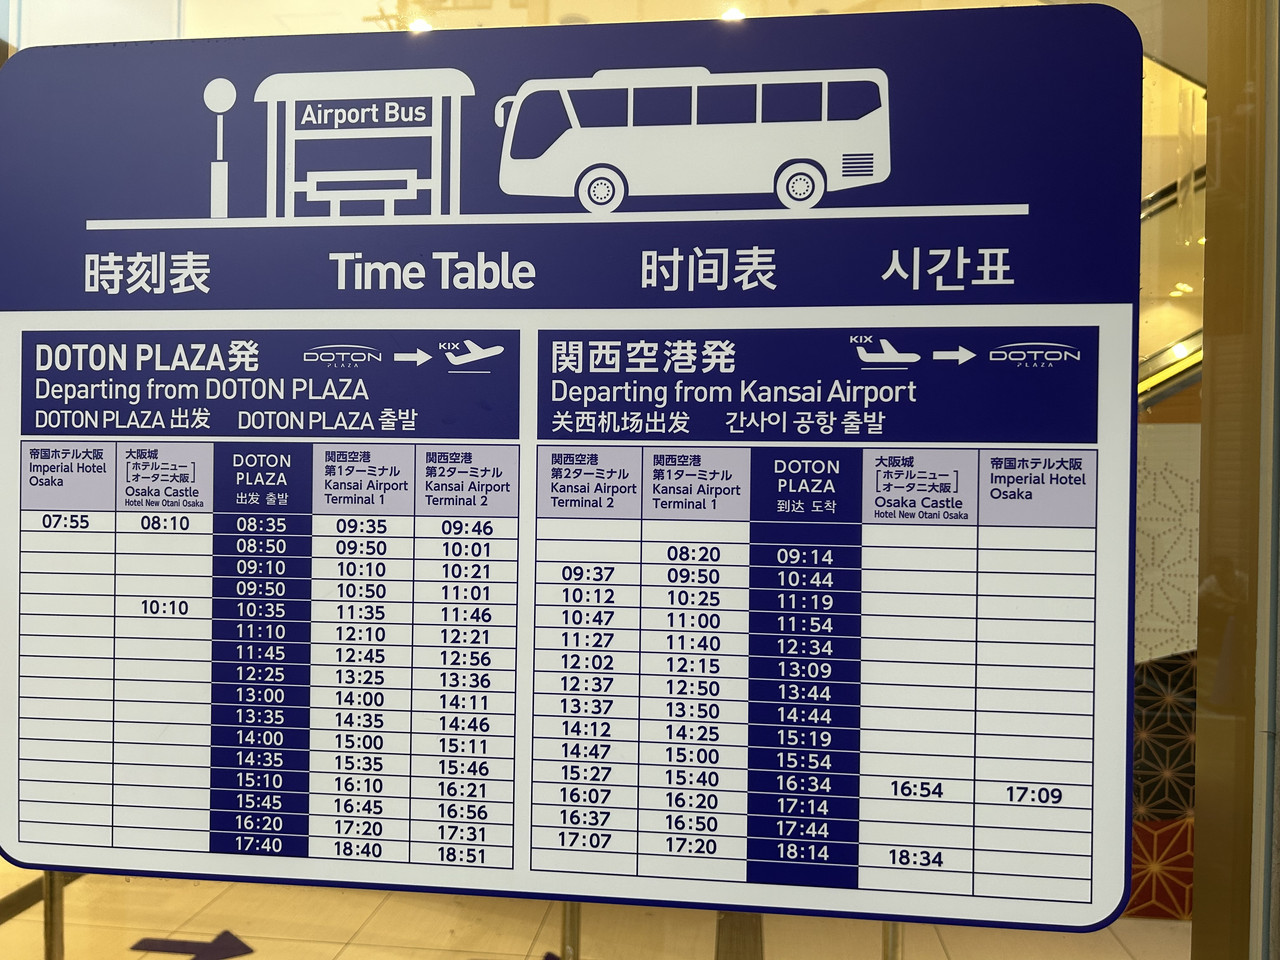 Airport Bus
時刻表 Time Table 时间表 시간표
DOTON PLAZA発 DOTON PLAZA KIX
Departing from DOTON PLAZA
DOTON PLAZA 出发 DOTON PLAZA 출발
帝国ホテル大阪 Imperial Hotel Osaka
大阪城 [ホテルニューオータニ大阪] Osaka Castle Hotel New Otani Osaka
DOTON PLAZA 出发 출발
関西空港 第1ターミナル Kansai Airport Terminal 1
関西空港 第2ターミナル Kansai Airport Terminal 2
07:55 08:10 08:35 09:35 09:46
08:50 09:50 10:01
09:10 10:10 10:21
09:50 10:50 11:01
10:10 10:35 11:35 11:46
11:10 12:10 12:21
11:45 12:45 12:56
12:25 13:25 13:36
13:00 14:00 14:11
13:35 14:35 14:46
14:00 15:00 15:11
14:35 15:35 15:46
15:10 16:10 16:21
15:45 16:45 16:56
16:20 17:20 17:31
17:40 18:40 18:51
関西空港発 KIX DOTON PLAZA
Departing from Kansai Airport
关西机场出发 간사이 공항 출발
関西空港 第2ターミナル Kansai Airport Terminal 2
関西空港 第1ターミナル Kansai Airport Terminal 1
DOTON PLAZA 到达 도착
大阪城 [ホテルニューオータニ大阪] Osaka Castle Hotel New Otani Osaka
帝国ホテル大阪 Imperial Hotel Osaka
08:20 09:14
09:37 09:50 10:44
10:12 10:25 11:19
10:47 11:00 11:54
11:27 11:40 12:34
12:02 12:15 13:09
12:37 12:50 13:44
13:37 13:50 14:44
14:12 14:25 15:19
14:47 15:00 15:54
15:27 15:40 16:34 16:54 17:09
16:07 16:20 17:14
16:37 16:50 17:44
17:07 17:20 18:14 18:34